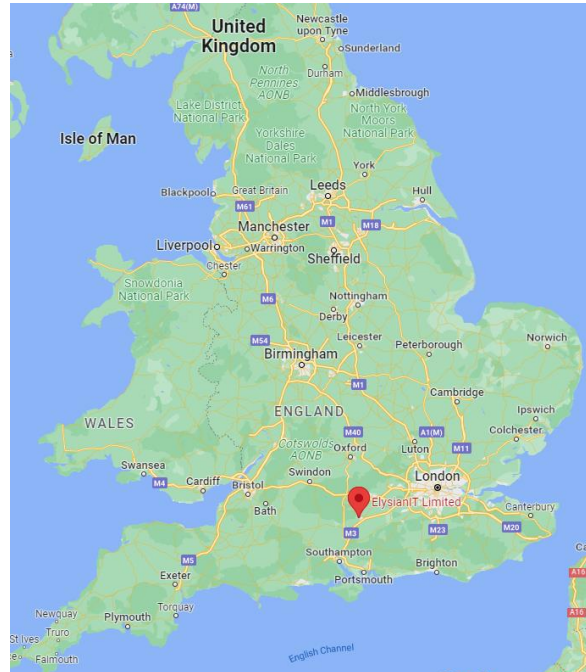 A74(M)
United
Kingdom
Newcastle
upon Tyne
Sunderland
North
Pennines
AONB
Durham
Lake District
National Park
Middlesbrough
North York
Moors
National Park
Isle of Man
Yorkshire
Dales
National Park
York
Blackpool
Great Britain
Leeds
Hull
M61
M1
M18
Manchester
Liverpool
Warrington
Sheffield
Chester
Snowdonia
National Park
M6
Nottingham
Derby
M54
Leicester
Norwich
Peterborough
Birmingham
M1
Cambridge
WALES
ENGLAND
Ipswich
M40
A1(M)
M11
Colchester
Cotswolds
AONB
Oxford
Luton
Swansea
M4
Cardiff
Swindon
London
Bristol
Bath
ElysianIT Limited
Canterbury
M3
M23
M20
Southampton
M5
Brighton
Portsmouth
Exeter
A16
Torquay
Newquay
Plymouth
A16
Truro
St Ives
Falmouth
English Channel